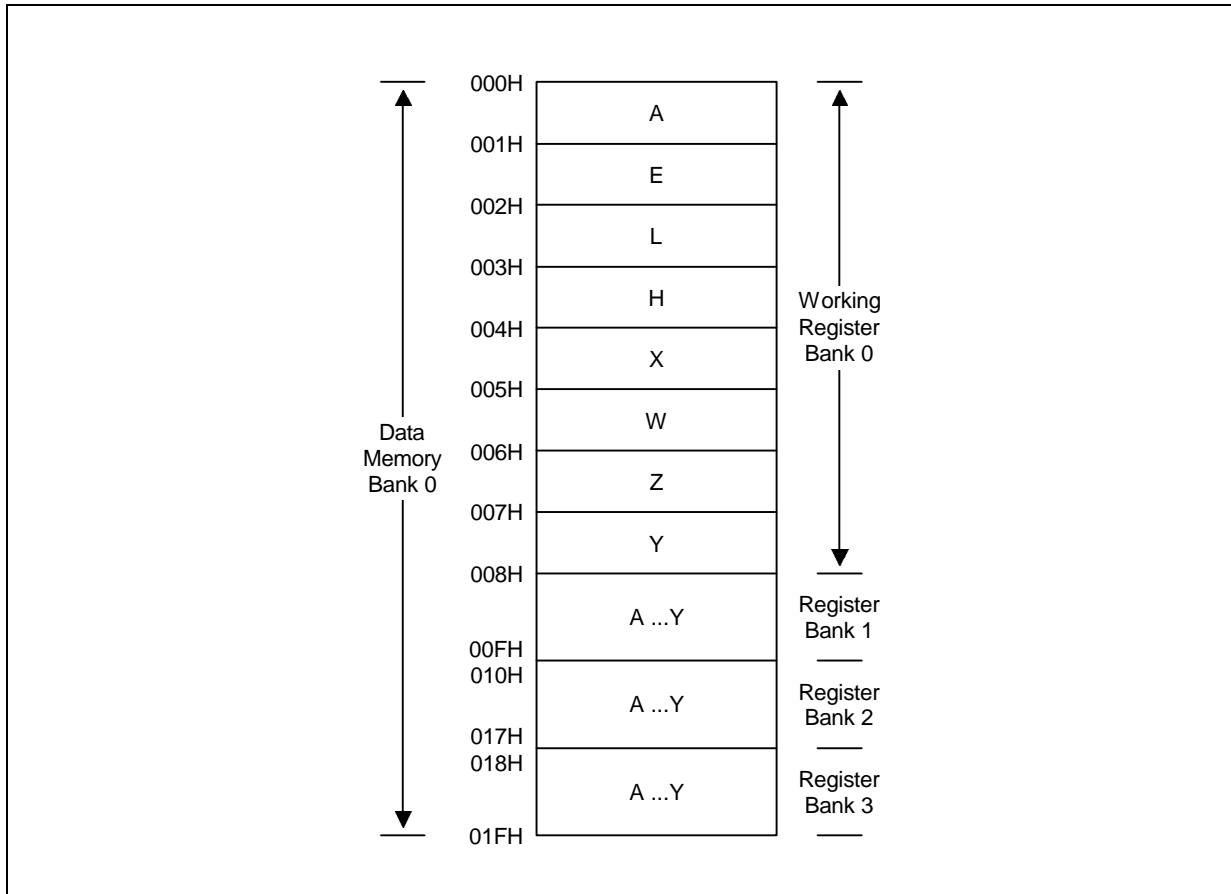 000H
A
001H
E
002H
L
003H
H
004H
X
005H
W
006H
Z
007H
Y
008H
A ...Y
00FH
010H
A ...Y
017H
018H
A ...Y
01FH
Data
Memory
Bank 0
Working
Register
Bank 0
Register
Bank 1
Register
Bank 2
Register
Bank 3